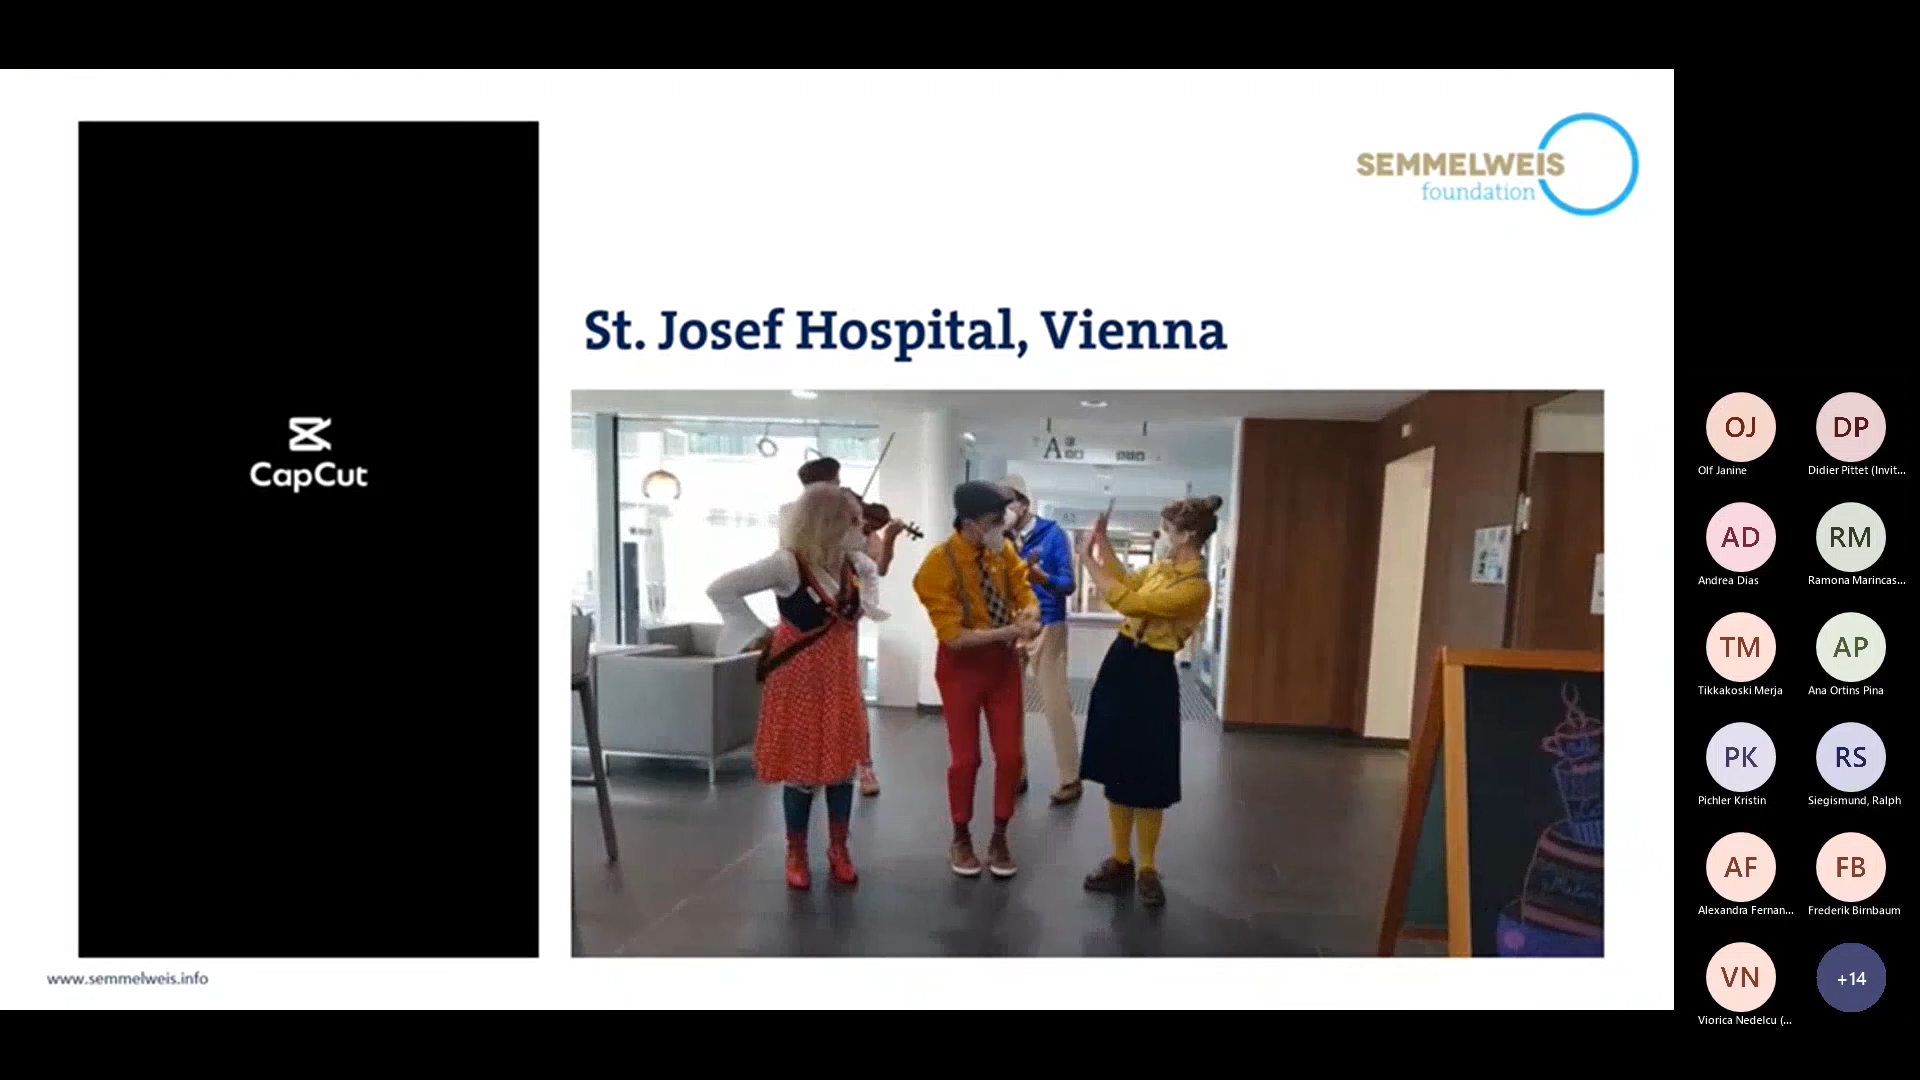 SEMMELWEIS
foundation
St. Josef Hospital, Vienna
CapCut
A
www.semmelweis.info
OJ
Olf Janine
DP
Didier Pittet (Invit...
AD
Andrea Dias
RM
Ramona Marincas...
TM
Tikkakoski Merja
AP
Ana Ortins Pina
PK
Pichler Kristin
RS
Siegismund, Ralph
AF
Alexandra Fernan...
FB
Frederik Birnbaum
VN
Viorica Nedelcu (...
+14